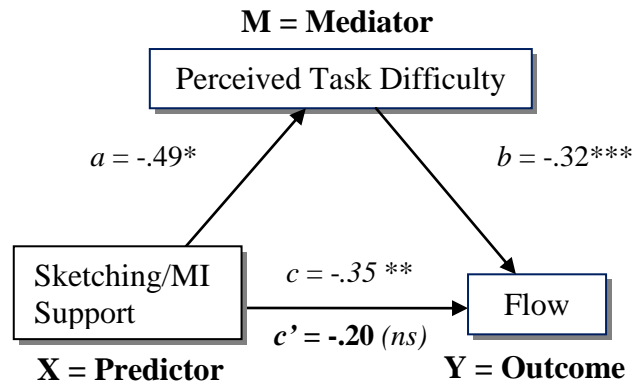 M = Mediator
Perceived Task Difficulty
a = -.49*
b = -.32***
Sketching/MI
Support
c = -.35 **
c’ = -.20 (ns)
Flow
X = Predictor
Y = Outcome